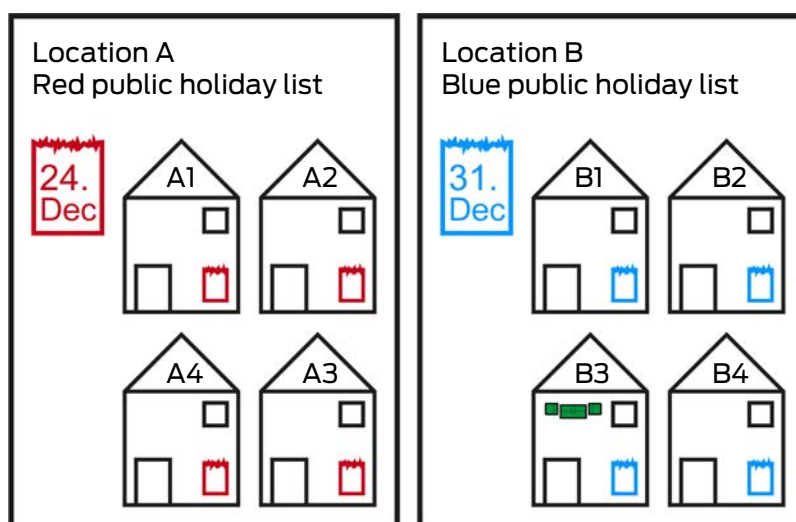 Location A
Red public holiday list
24.
Dec
A1
A2
A4
A3
Location B
Blue public holiday list
31.
Dec
B1
B2
B3
B4